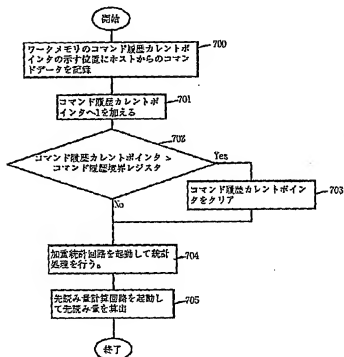 開始
ワークメモリのコマンド履歴カレントポ
インタの示す位置にホストからのコマン
ドデータを記録
700
コマンド履歴カレントポ
インタへ1を加える
701
702
コマンド履歴カレントポインタ >
コマンド履歴境界レジスタ
Yes
No
コマンド履歴カレントポイン
タをクリア
703
加重統計回路を起動して統計
処理を行う。
704
先読み量計算回路を起動し
て先読み量を算出
705
終了